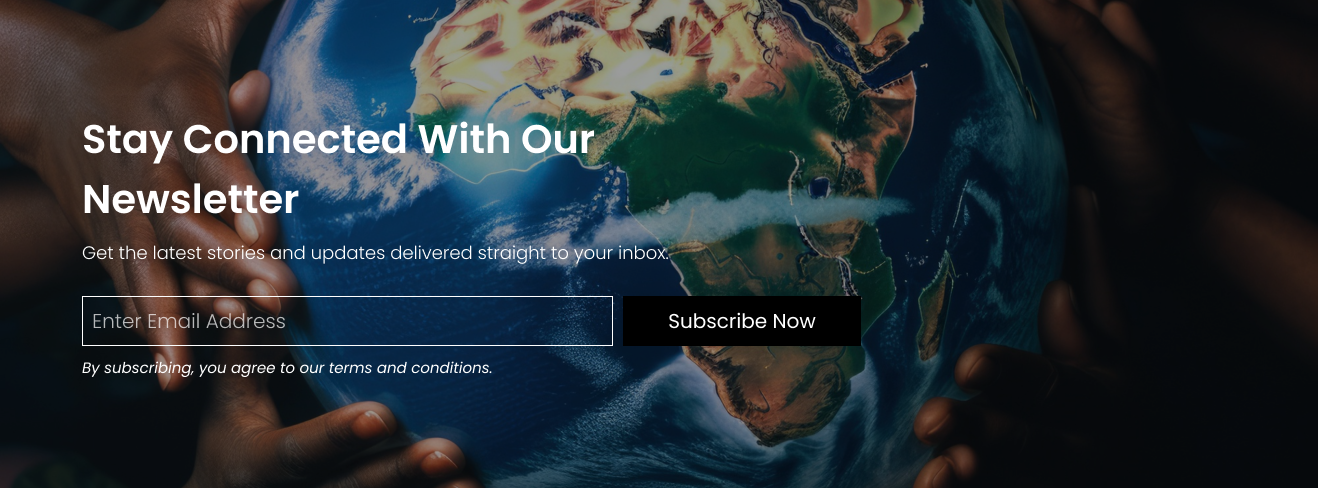 Stay Connected With Our
Newsletter
Get the latest stories and updates delivered straight to your inbox.
Enter Email Address
Subscribe Now
By subscribing, you agree to our terms and conditions.